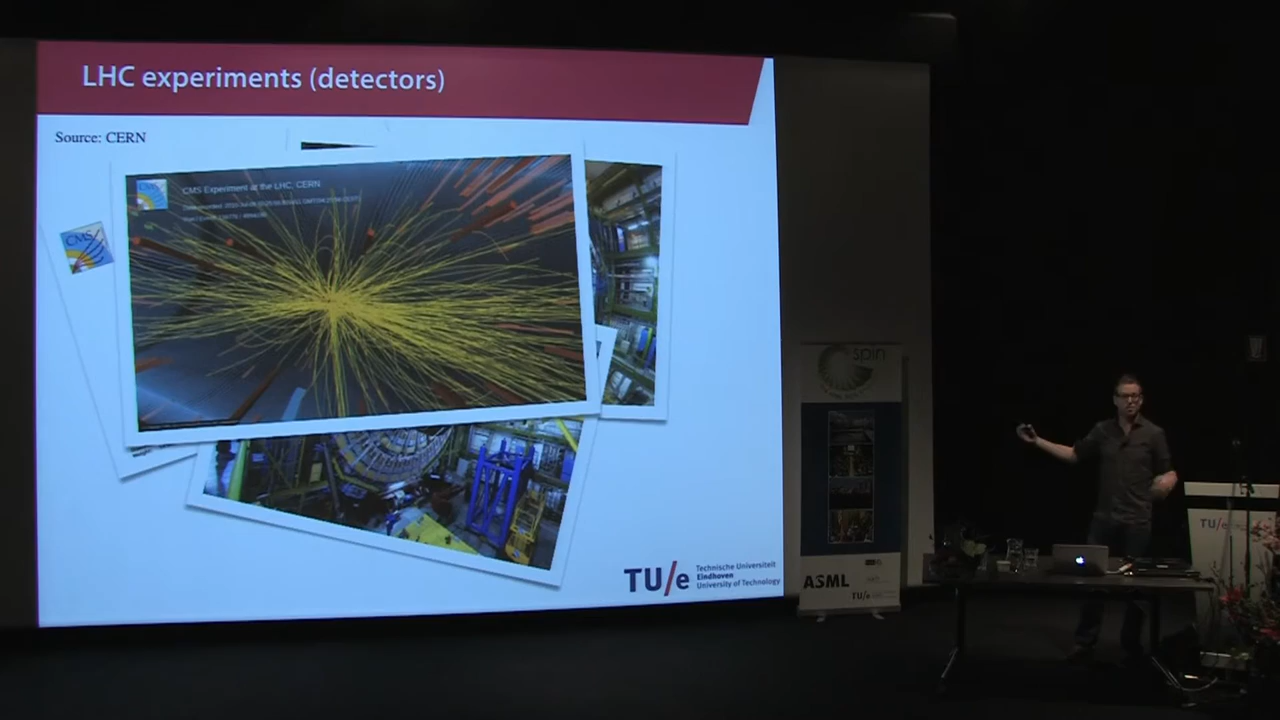 LHC experiments (detectors)
Source: CERN
CMS Experiment at the LHC, CERN
CMS
TU/e Technische Universiteit
Eindhoven
University of Technology
spin
ASML
TU/e
TU/e